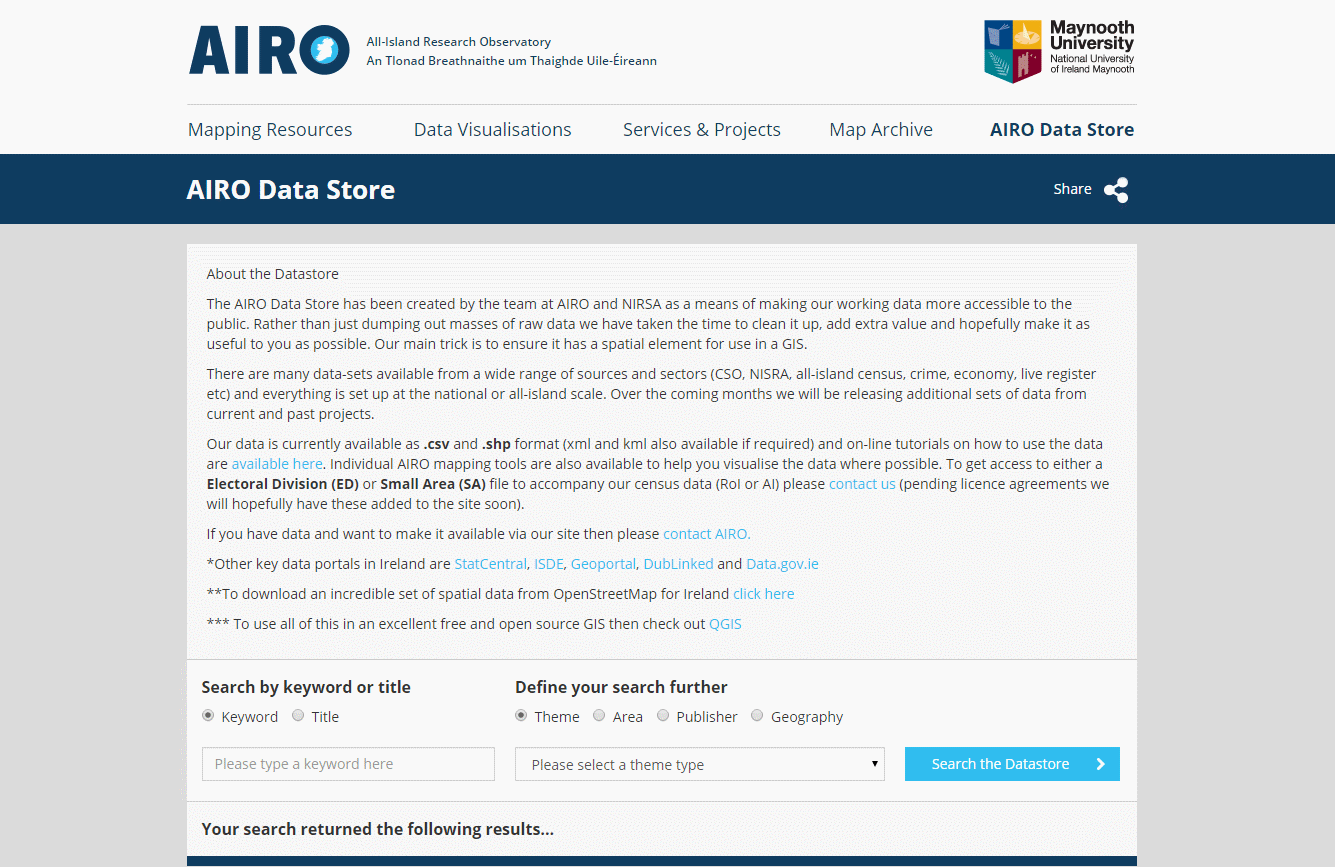 AIRO
All-Island Research Observatory
An Tlonad Breathnaithe um Thaighde Uile-Éireann
Maynooth
University
National University
of Ireland Maynooth
Mapping Resources Data Visualisations Services & Projects Map Archive AIRO Data Store
AIRO Data Store Share
About the Datastore
The AIRO Data Store has been created by the team at AIRO and NIRSA as a means of making our working data more accessible to the
public. Rather than just dumping out masses of raw data we have taken the time to clean it up, add extra value and hopefully make it as
useful to you as possible. Our main trick is to ensure it has a spatial element for use in a GIS.
There are many data-sets available from a wide range of sources and sectors (CSO, NISRA, all-island census, crime, economy, live register
etc) and everything is set up at the national or all-island scale. Over the coming months we will be releasing additional sets of data from
current and past projects.
Our data is currently available as .csv and .shp format (xml and kml also available if required) and on-line tutorials on how to use the data
are available here. Individual AIRO mapping tools are also available to help you visualise the data where possible. To get access to either a
Electoral Division (ED) or Small Area (SA) file to accompany our census data (RoI or AI) please contact us (pending licence agreements we
will hopefully have these added to the site soon).
If you have data and want to make it available via our site then please contact AIRO.
*Other key data portals in Ireland are StatCentral, ISDE, Geoportal, DubLinked and Data.gov.ie
**To download an incredible set of spatial data from OpenStreetMap for Ireland click here
*** To use all of this in an excellent free and open source GIS then check out QGIS
Search by keyword or title Define your search further
Keyword Title Theme Area Publisher Geography
Please type a keyword here Please select a theme type Search the Datastore
Your search returned the following results...